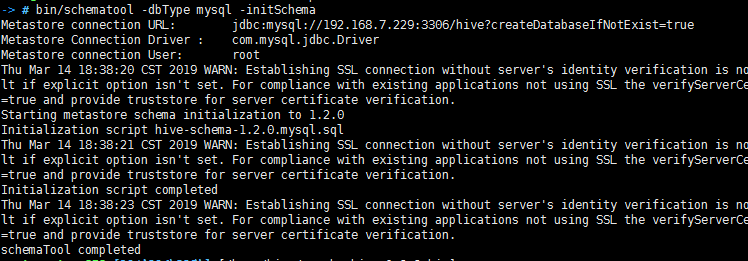 -> # bin/schematool -dbType mysql -initSchema
Metastore connection URL:        jdbc:mysql://192.168.7.229:3306/hive?createDatabaseIfNotExist=true
Metastore Connection Driver :    com.mysql.jdbc.Driver
Metastore connection User:       root
Thu Mar 14 18:38:20 CST 2019 WARN: Establishing SSL connection without server's identity verification is no
lt if explicit option isn't set. For compliance with existing applications not using SSL the verifyServerCe
=true and provide truststore for server certificate verification.
Starting metastore schema initialization to 1.2.0
Initialization script hive-schema-1.2.0.mysql.sql
Thu Mar 14 18:38:21 CST 2019 WARN: Establishing SSL connection without server's identity verification is no
lt if explicit option isn't set. For compliance with existing applications not using SSL the verifyServerCe
=true and provide truststore for server certificate verification.
Initialization script completed
Thu Mar 14 18:38:23 CST 2019 WARN: Establishing SSL connection without server's identity verification is no
lt if explicit option isn't set. For compliance with existing applications not using SSL the verifyServerCe
=true and provide truststore for server certificate verification.
schemaTool completed